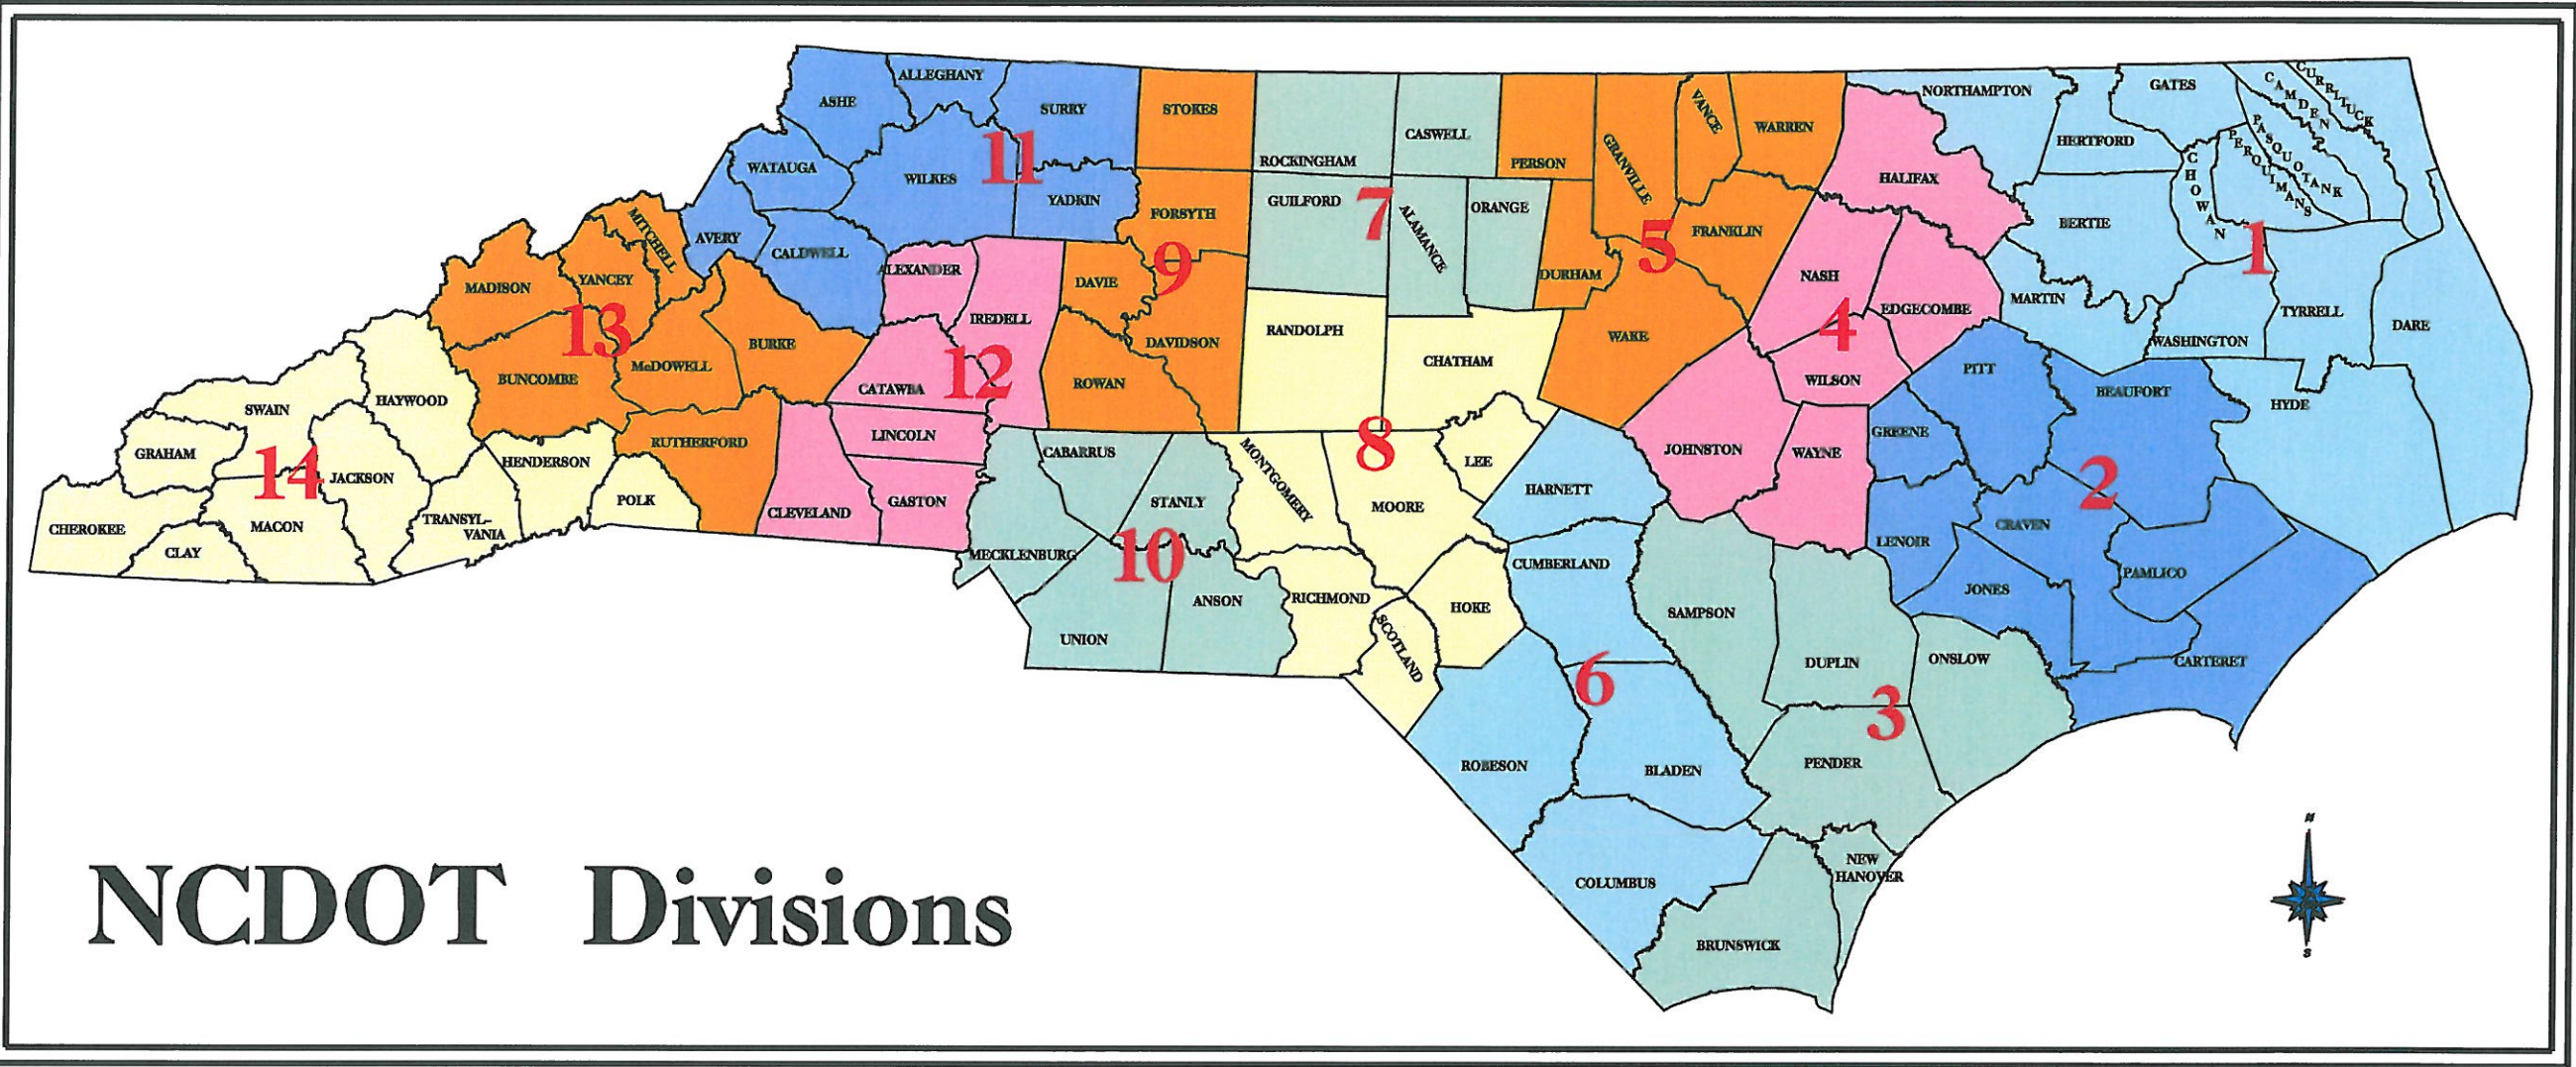 ALLEGHANY
ASHE
SURRY
STOKES
ROCKINGHAM
CASWELL
PERSON
GRANVILLE
VANCE
WARREN
NORTHAMPTON
GATES
CAMDEN
CURRITUCK
HERTFORD
PASQUOTANK
PERQUIMANS
CHOWAN
WATAUGA
WILKES
11
YADKIN
FORSYTH
GUILFORD
7
ALAMANCE
ORANGE
DURHAM
5
FRANKLIN
HALIFAX
BERTIE
1
MITCHELL
AVERY
CALDWELL
ALEXANDER
IREDELL
DAVIE
9
DAVIDSON
NASH
4
EDGECOMBE
MARTIN
WASHINGTON
TYRRELL
DARE
MADISON
YANCEY
13
BUNCOMBE
McDOWELL
BURKE
CATAWBA
12
ROWAN
RANDOLPH
CHATHAM
WAKE
WILSON
PITT
BEAUFORT
HYDE
SWAIN
HAYWOOD
RUTHERFORD
LINCOLN
CABARRUS
MONTGOMERY
8
LEE
JOHNSTON
WAYNE
GREENE
2
GRAHAM
14
JACKSON
HENDERSON
POLK
CLEVELAND
GASTON
STANLY
MOORE
HARNETT
LENOIR
CRAVEN
CHEROKEE
CLAY
MACON
TRANSYL-
VANIA
MECKLENBURG
10
UNION
ANSON
RICHMOND
SCOTLAND
HOKE
CUMBERLAND
SAMPSON
DUPLIN
JONES
PAMLICO
ONSLOW
CARTERET
6
3
ROBESON
BLADEN
PENDER
COLUMBUS
NEW
HANOVER
BRUNSWICK
NCDOT Divisions
N
S